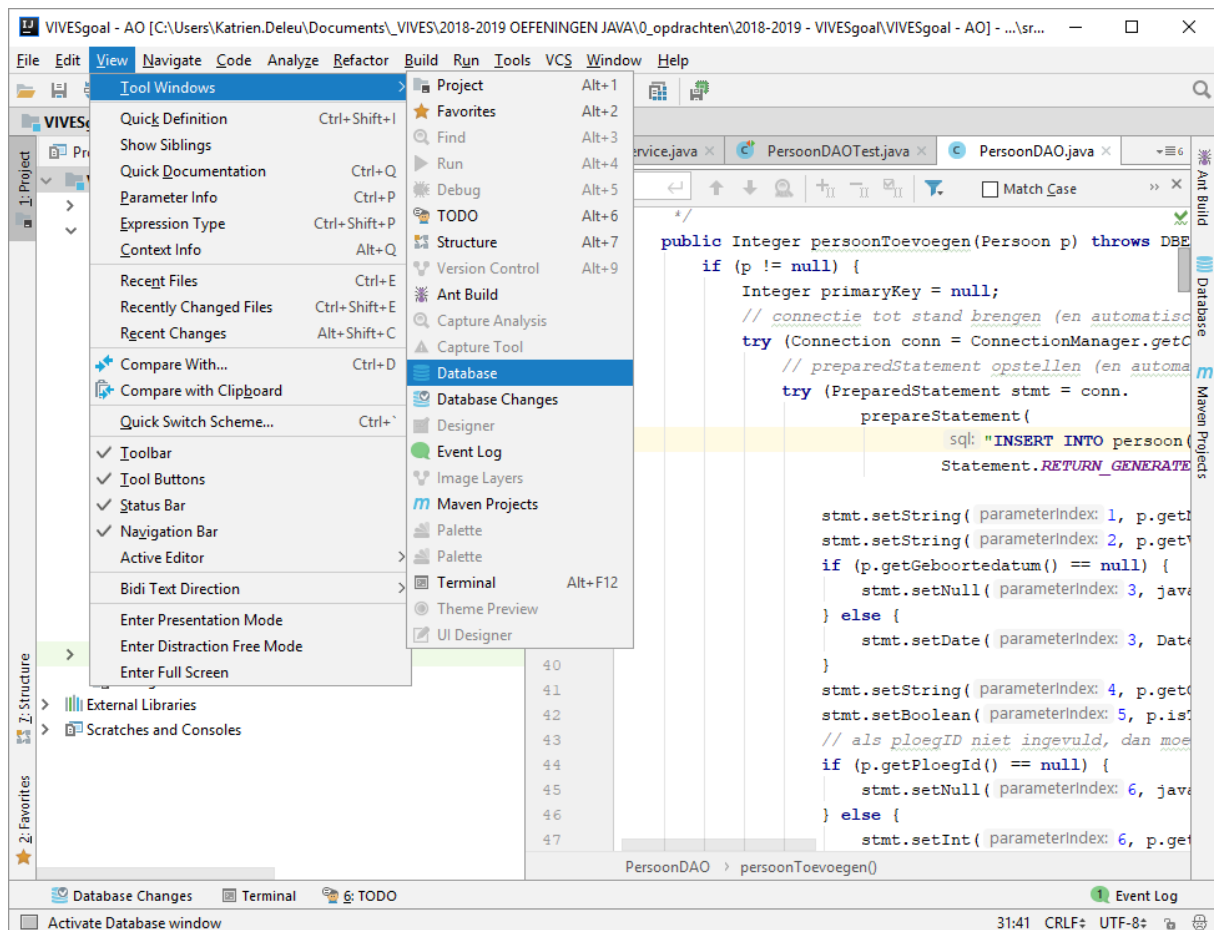 VIVESgoal - AO [C:\Users\Katrien.Deleu\Documents\_VIVES\2018-2019 OEFENINGEN JAVA\0_opdrachten\2018-2019 - VIVESgoal\VIVESgoal - AO] - ...\sr...
File Edit View Navigate Code Analyze Refactor Build Run Tools VCS Window Help
Tool Windows
Quick Definition Ctrl+Shift+I
Show Siblings
Quick Documentation Ctrl+Q
Parameter Info Ctrl+P
Expression Type Ctrl+Shift+P
Context Info Alt+Q
Recent Files Ctrl+E
Recently Changed Files Ctrl+Shift+E
Recent Changes Alt+Shift+C
Compare With... Ctrl+D
Compare with Clipboard
Quick Switch Scheme... Ctrl+`
Toolbar
Tool Buttons
Status Bar
Navigation Bar
Active Editor
Bidi Text Direction
Enter Presentation Mode
Enter Distraction Free Mode
Enter Full Screen
Project Alt+1
Favorites Alt+2
Find Alt+3
Run Alt+4
Debug Alt+5
TODO Alt+6
Structure Alt+7
Version Control Alt+9
Ant Build
Capture Analysis
Capture Tool
Database
Database Changes
Designer
Event Log
Image Layers
Maven Projects
Palette
Palette
Terminal Alt+F12
Theme Preview
UI Designer
VIVESg
1: Project
Pr
7: Structure
2: Favorites
External Libraries
Scratches and Consoles
ervice.java PersoonDAOTest.java PersoonDAO.java 6
Match Case
*/
public Integer persoonToevoegen(Persoon p) throws DBE
if (p != null) {
Integer primaryKey = null;
// connectie tot stand brengen (en automatisc
try (Connection conn = ConnectionManager.getC
// preparedStatement opstellen (en automa
try (PreparedStatement stmt = conn.
prepareStatement(
sql: "INSERT INTO persoon(
Statement.RETURN_GENERATE
stmt.setString( parameterIndex: 1, p.getN
stmt.setString( parameterIndex: 2, p.getV
if (p.getGeboortedatum() == null) {
stmt.setNull( parameterIndex: 3, java
} else {
stmt.setDate( parameterIndex: 3, Date
40 }
41 stmt.setString( parameterIndex: 4, p.getO
42 stmt.setBoolean( parameterIndex: 5, p.isT
43 // als ploegID niet ingevuld, dan moe
44 if (p.getPloegId() == null) {
45 stmt.setNull( parameterIndex: 6, java
46 } else {
47 stmt.setInt( parameterIndex: 6, p.get
PersoonDAO persoonToevoegen()
Ant Build
Database
Maven Projects
Database Changes Terminal 6: TODO 1 Event Log
Activate Database window 31:41 CRLF UTF-8